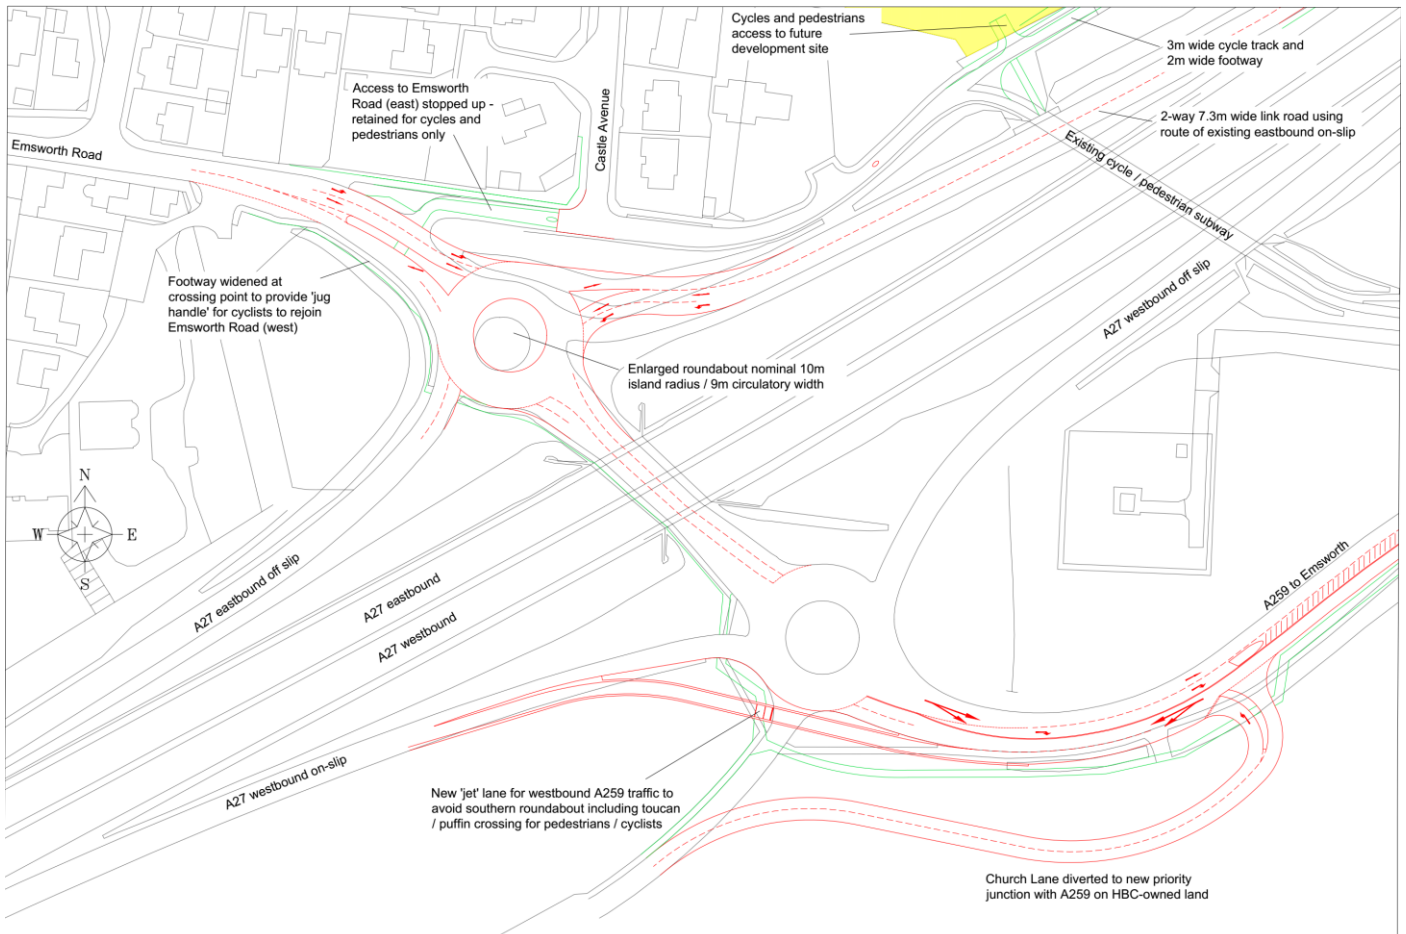 Cycles and pedestrians
access to future
development site
3m wide cycle track and
2m wide footway
Access to Emsworth
Road (east) stopped up -
retained for cycles and
pedestrians only
Castle Avenue
2-way 7.3m wide link road using
route of existing eastbound on-slip
Emsworth Road
Existing cycle / pedestrian subway
Footway widened at
crossing point to provide 'jug
handle' for cyclists to rejoin
Emsworth Road (west)
A27 westbound off slip
Enlarged roundabout nominal 10m
island radius / 9m circulatory width
N
W
E
S
A27 eastbound off slip
A27 eastbound
A27 westbound
A259 to Emsworth
A27 westbound on-slip
New 'jet' lane for westbound A259 traffic to
avoid southern roundabout including toucan
/ puffin crossing for pedestrians / cyclists
Church Lane diverted to new priority
junction with A259 on HBC-owned land